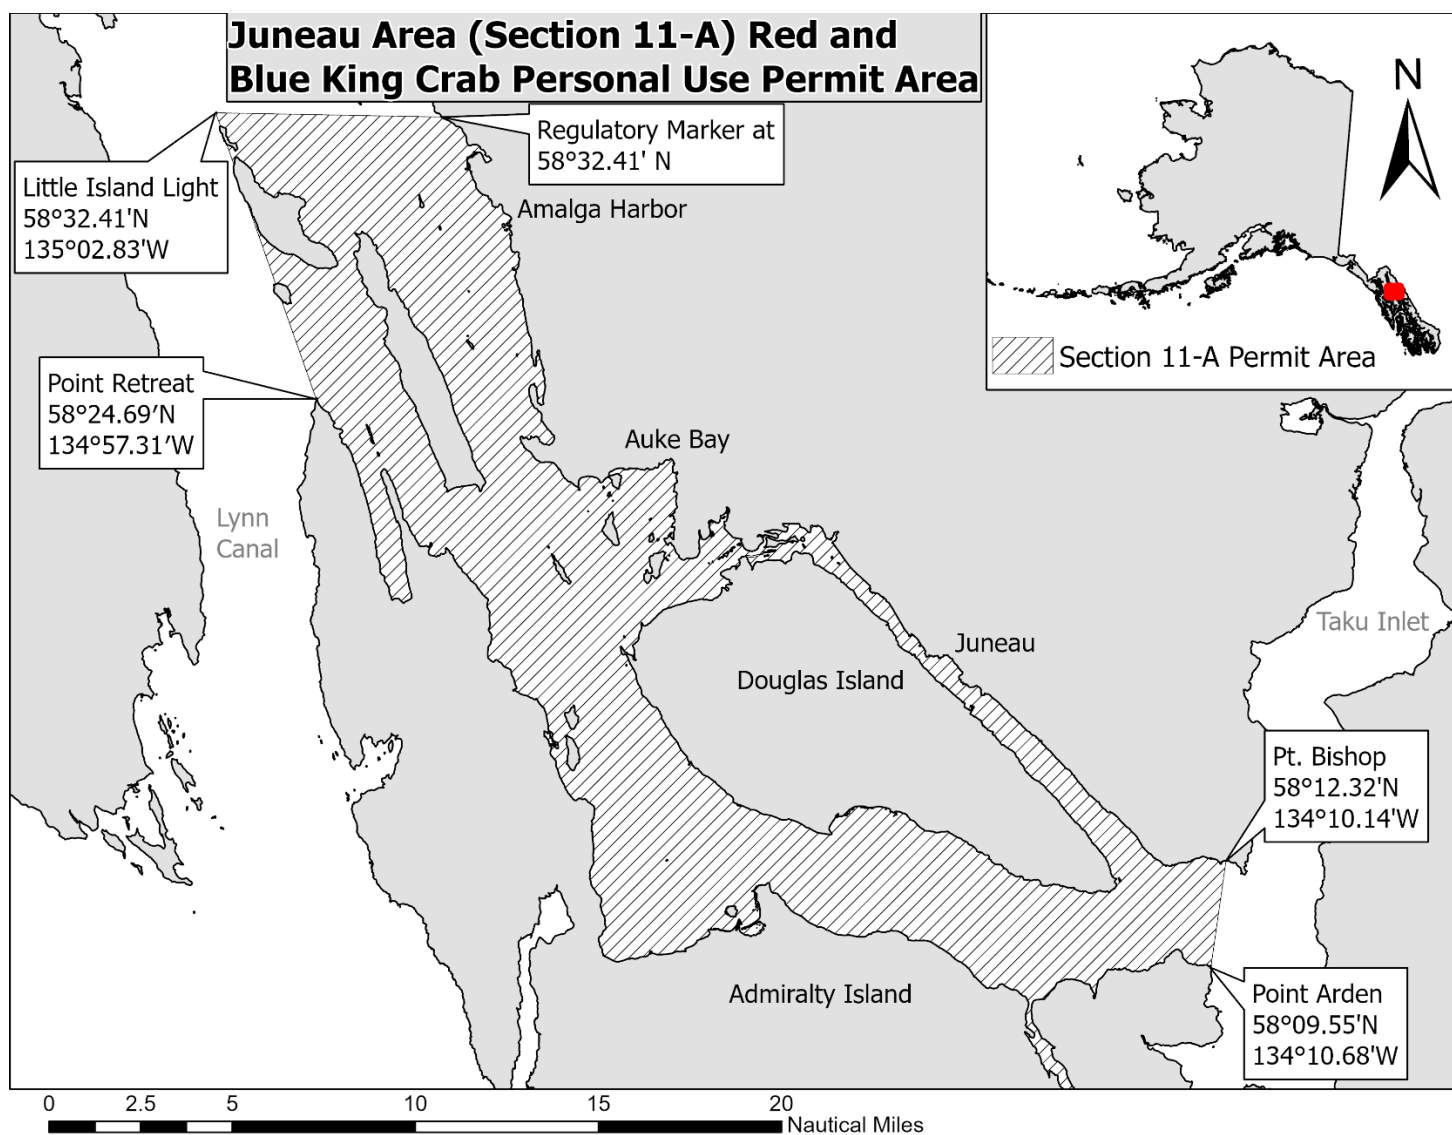 Juneau Area (Section 11-A) Red and
Blue King Crab Personal Use Permit Area
N
Regulatory Marker at
58°32.41' N
Little Island Light
58°32.41'N
135°02.83'W
Amalga Harbor
Section 11-A Permit Area
Point Retreat
58°24.69’N
134°57.31’W
Auke Bay
Lynn
Canal
Taku Inlet
Juneau
Douglas Island
Pt. Bishop
58°12.32'N
134°10.14'W
Admiralty Island
Point Arden
58°09.55'N
134°10.68'W
0 2.5 5 10 15 20
Nautical Miles